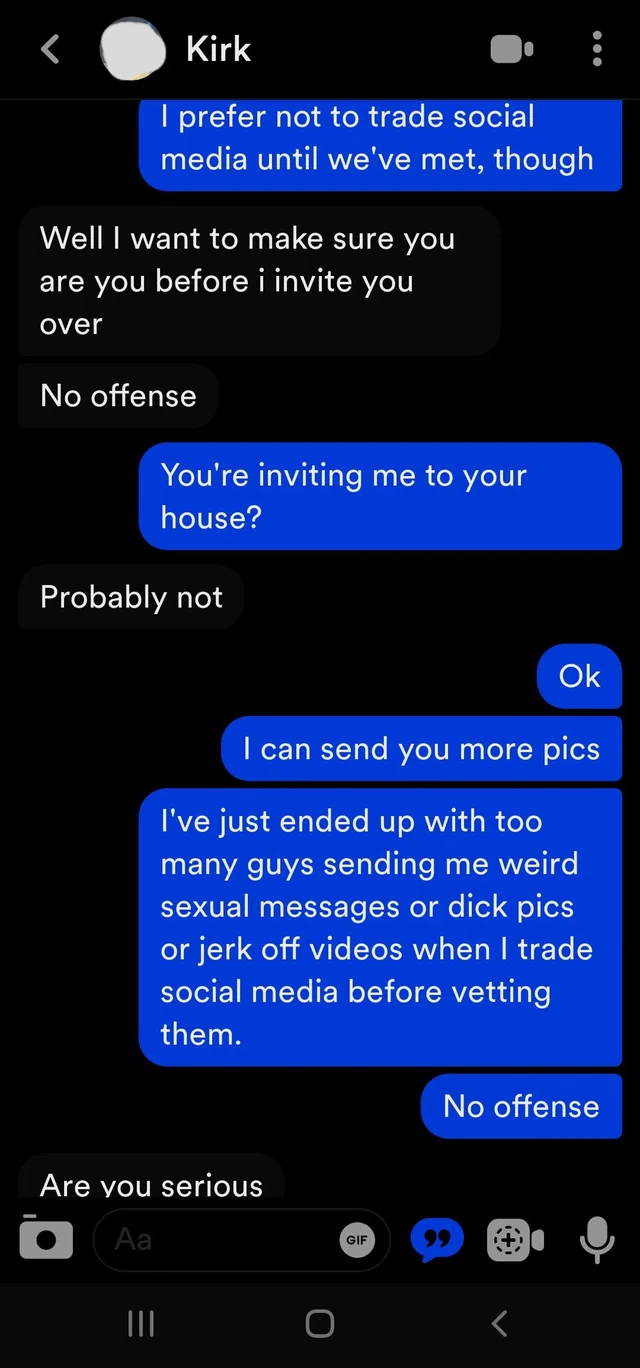 Kirk
I prefer not to trade social
media until we've met, though
Well I want to make sure you
are you before i invite you
over
No offense
You're inviting me to your
house?
Probably not
Ok
I can send you more pics
I've just ended up with too
many guys sending me weird
sexual messages or dick pics
or jerk off videos when I trade
social media before vetting
them.
No offense
Are you serious
Aa
GIF